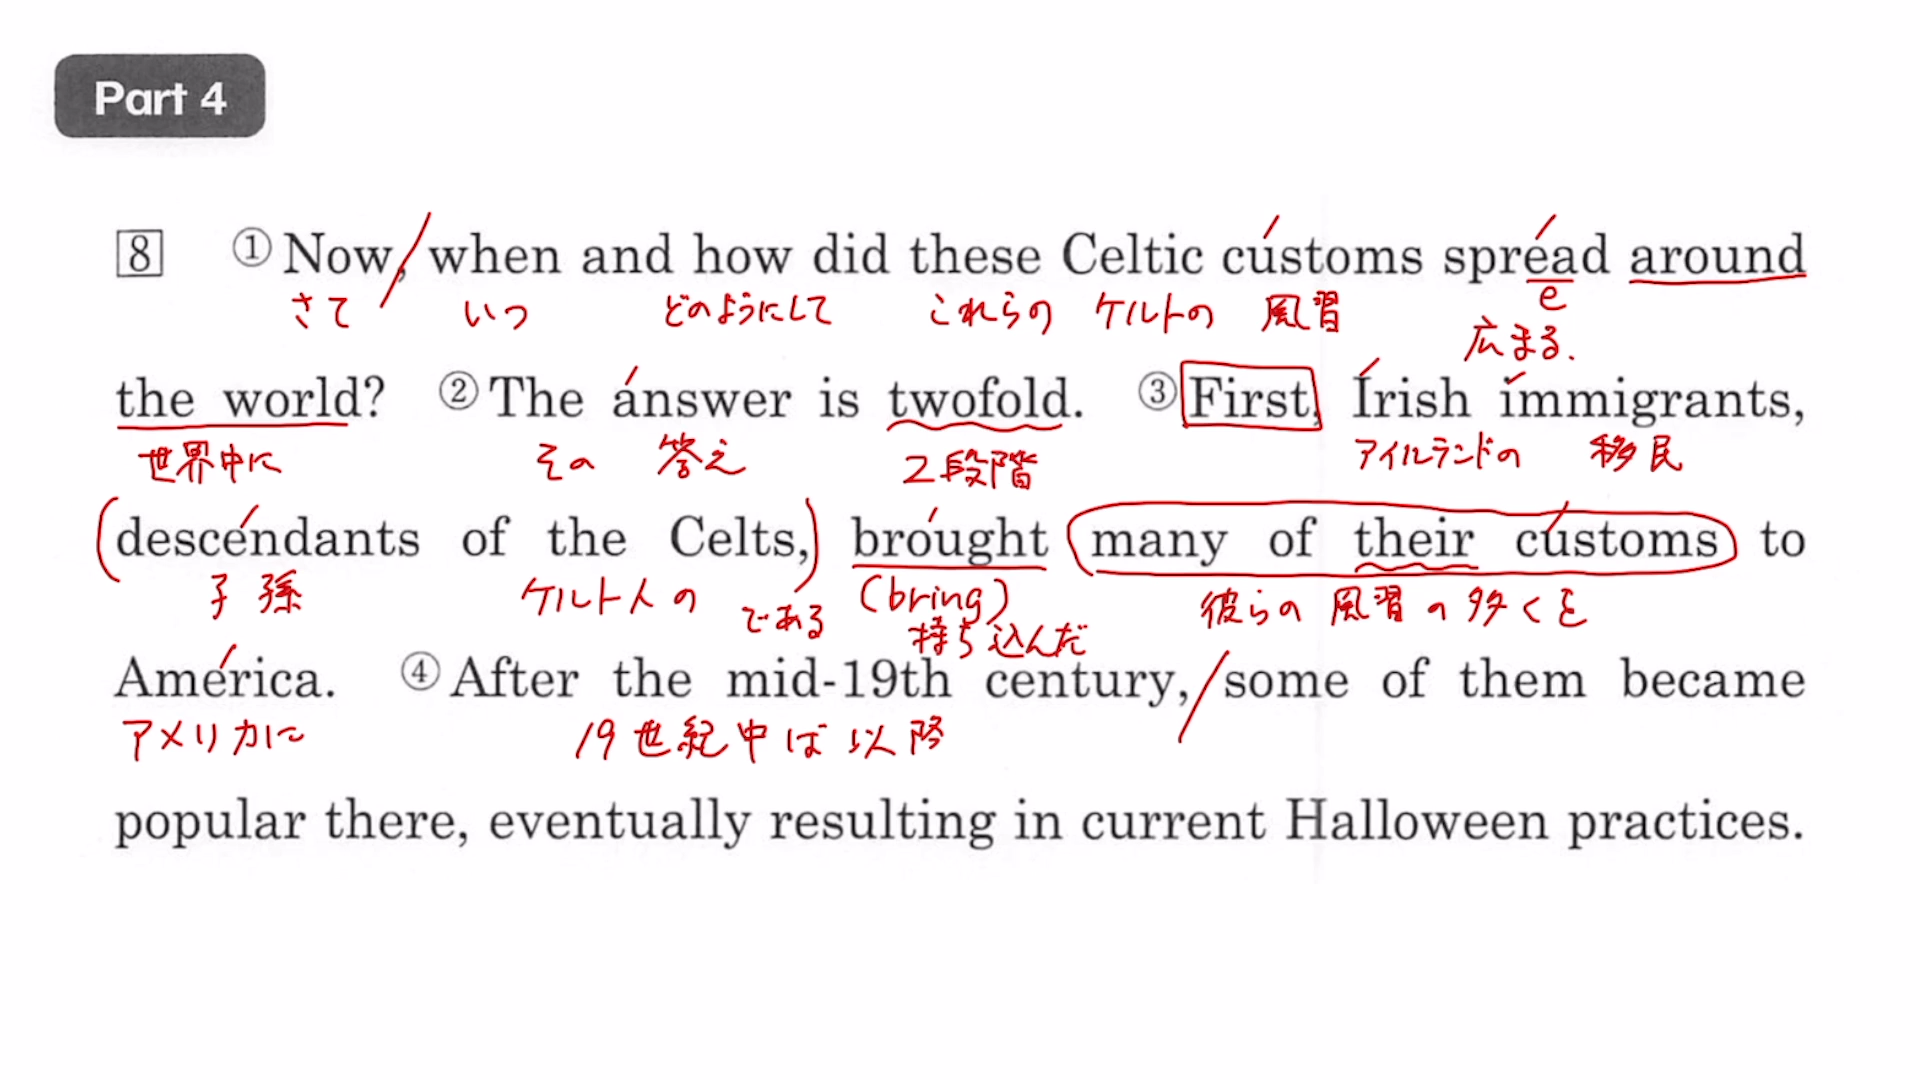 Part 4
8 ① Now, when and how did these Celtic customs spread around
さて いつ どのようにして これらの ケルトの 風習 e
広まる.
the world? ② The answer is twofold. ③ First, Irish immigrants,
世界中に その 答え 2段階 アイルランドの 移民
descendants of the Celts, brought many of their customs to
子孫 ケルト人の である (bring) 彼らの 風習の多くを
持ち込んだ
America. ④ After the mid-19th century, some of them became
アメリカに 19世紀中ば以降
popular there, eventually resulting in current Halloween practices.